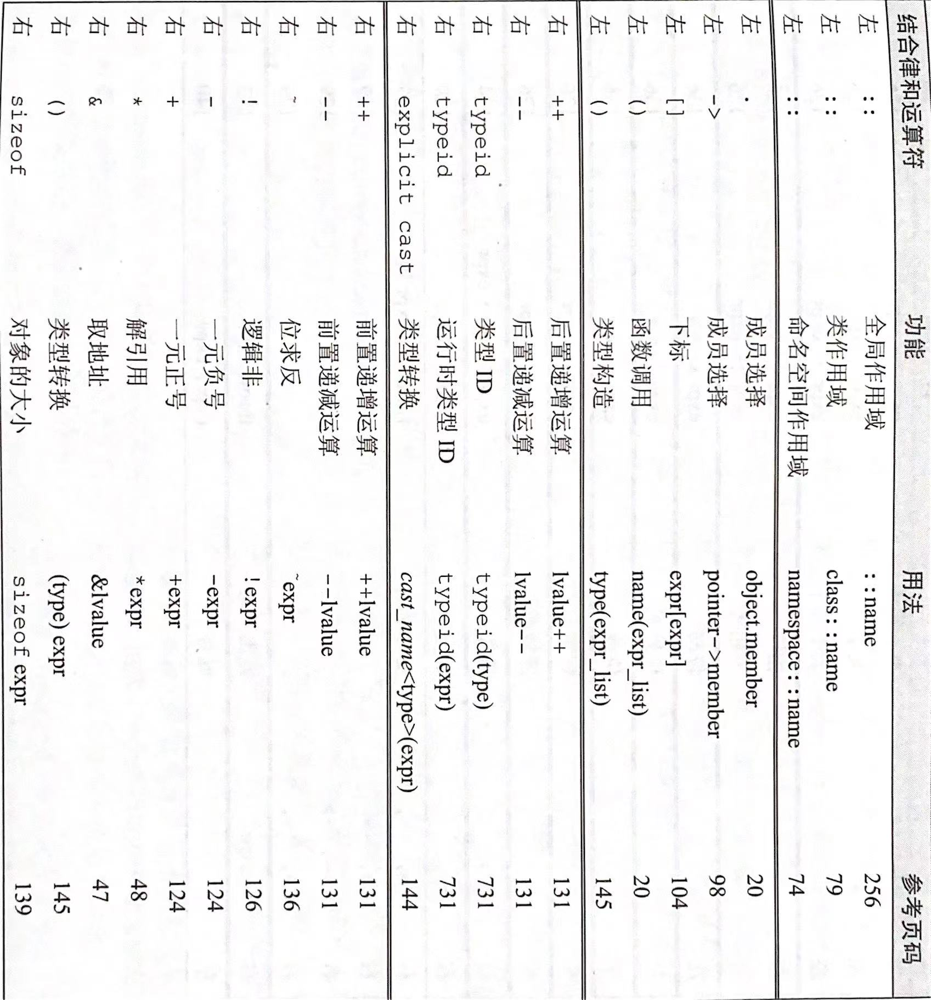 结合律和运算符 功能 用法 参考页码
左 :: 全局作用域 ::name 256
左 :: 类作用域 class::name 79
左 :: 命名空间作用域 namespace::name 74
左 . 成员选择 object.member 20
左 -> 成员选择 pointer->member 98
左 [] 下标 expr[expr] 104
左 () 函数调用 name(expr_list) 20
左 () 类型构造 type(expr_list) 145
右 ++ 后置递增运算 lvalue++ 131
右 -- 后置递减运算 lvalue-- 131
右 typeid 类型 ID typeid(type) 731
右 typeid 运行时类型 ID typeid(expr) 731
右 explicit cast 类型转换 cast_name<type>(expr) 144
右 ++ 前置递增运算 ++lvalue 131
右 -- 前置递减运算 --lvalue 131
右 ~ 位求反 ~expr 136
右 ! 逻辑非 !expr 126
右 - 一元负号 -expr 124
右 + 一元正号 +expr 124
右 * 解引用 *expr 48
右 & 取地址 &lvalue 47
右 () 类型转换 (type) expr 145
右 sizeof 对象的大小 sizeof expr 139